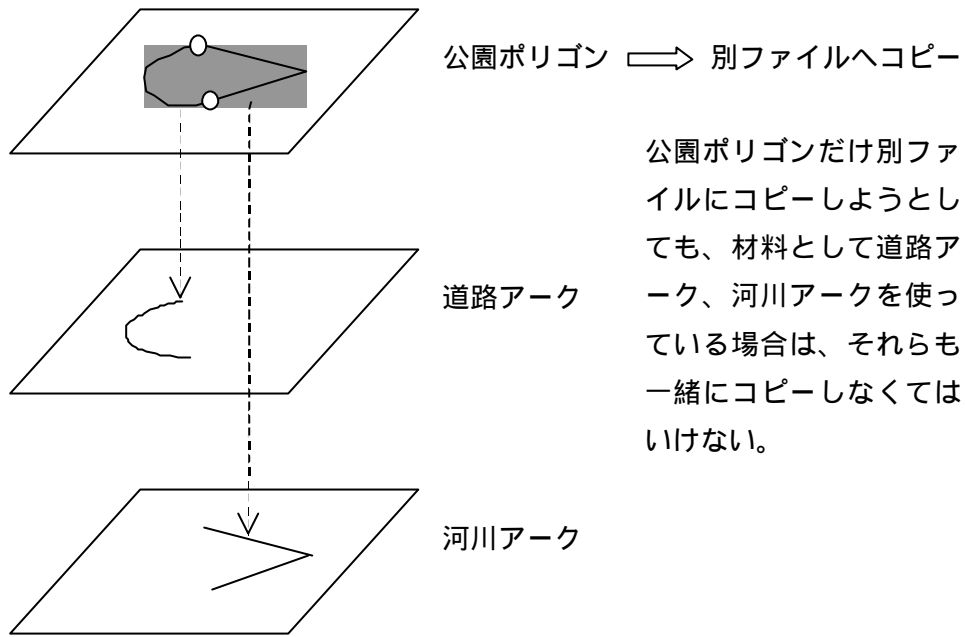 公園ポリゴン ⇨ 別ファイルへコピー
公園ポリゴンだけ別ファ
イルにコピーしようとし
ても、材料として道路ア
ーク、河川アークを使っ
ている場合は、それらも
一緒にコピーしなくては
いけない。
道路アーク
河川アーク